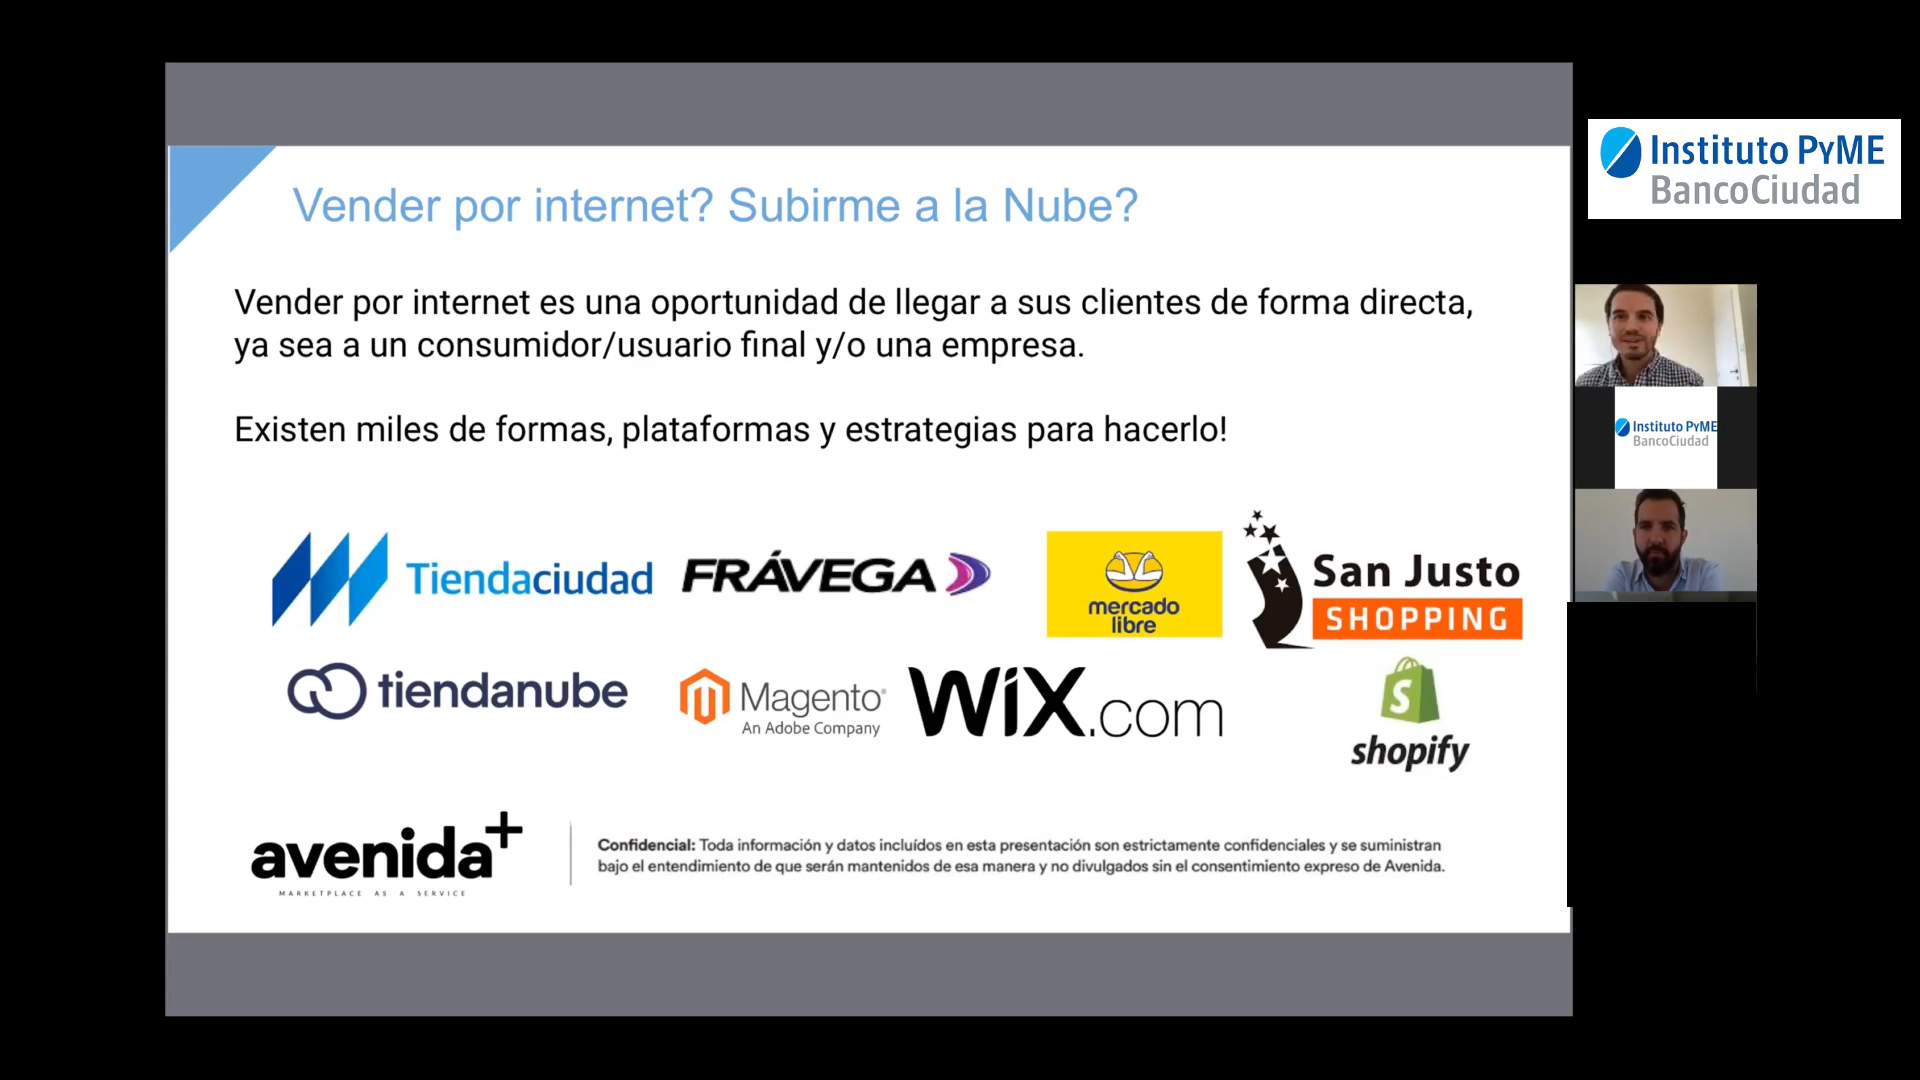 Vender por internet? Subirme a la Nube?
Vender por internet es una oportunidad de llegar a sus clientes de forma directa,
ya sea a un consumidor/usuario final y/o una empresa.
Existen miles de formas, plataformas y estrategias para hacerlo!
Tiendaciudad
FRÁVEGA
mercado
libre
San Justo
SHOPPING
tiendanube
Magento®
An Adobe Company
WiX.com
S
shopify
avenida+
MARKETPLACE AS A SERVICE
Confidencial: Toda información y datos incluídos en esta presentación son estrictamente confidenciales y se suministran
bajo el entendimiento de que serán mantenidos de esa manera y no divulgados sin el consentimiento expreso de Avenida.
Instituto PyME
BancoCiudad
Instituto PyME
BancoCiudad